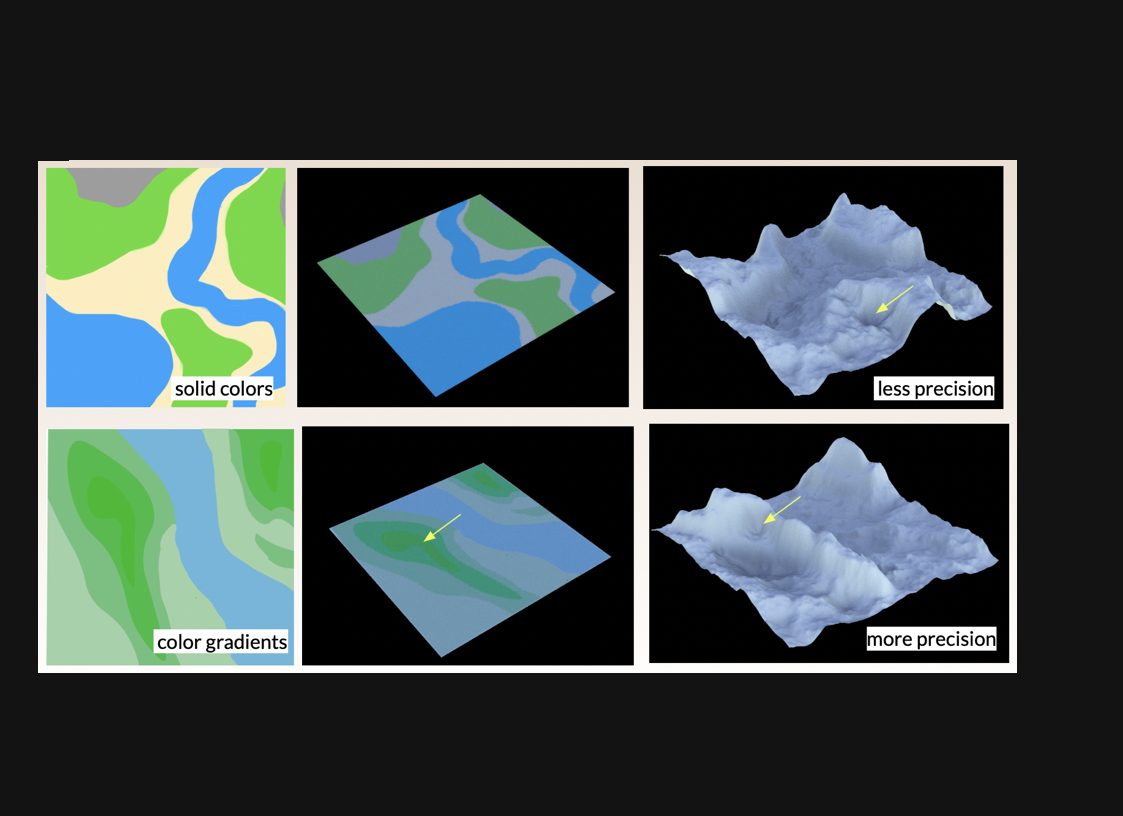 solid colors
less precision
color gradients
more precision